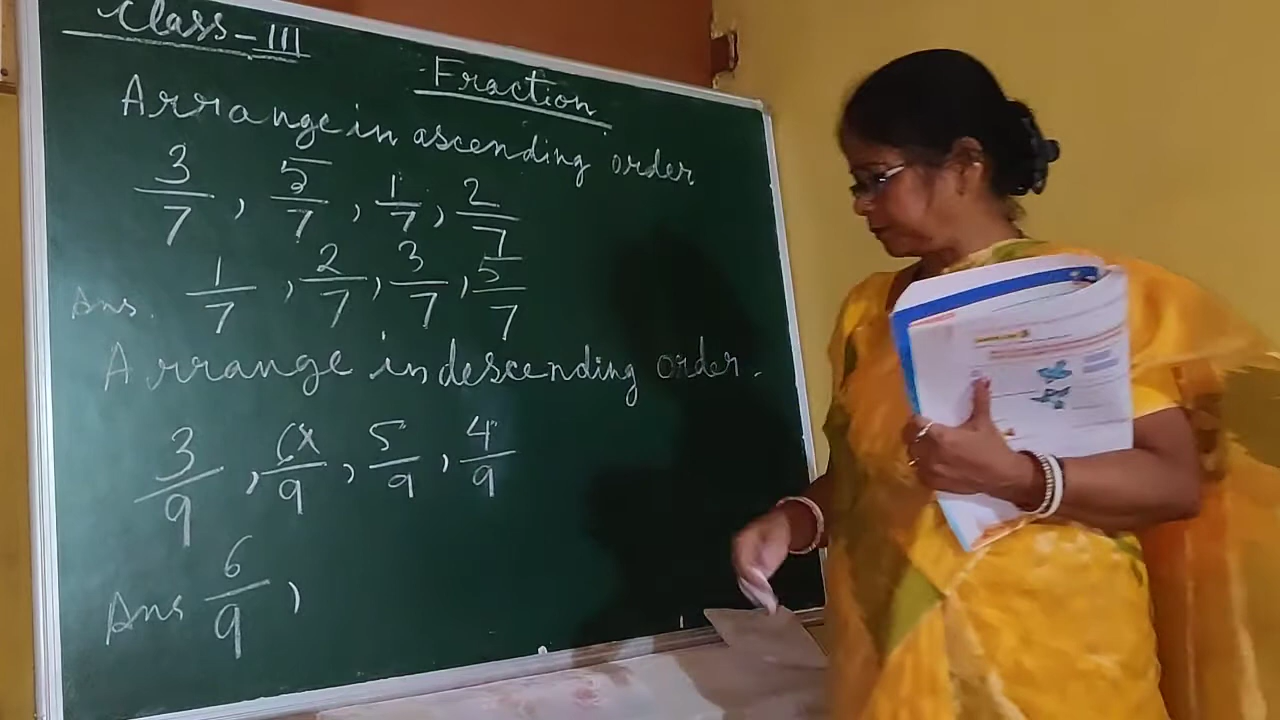 Class-III
Fraction
Arrange in ascending order
3/7, 5/7, 1/7, 2/7
Ans. 1/7, 2/7, 3/7, 5/7
Arrange in descending order.
3/9, 6/9, 5/9, 4/9
Ans 6/9,